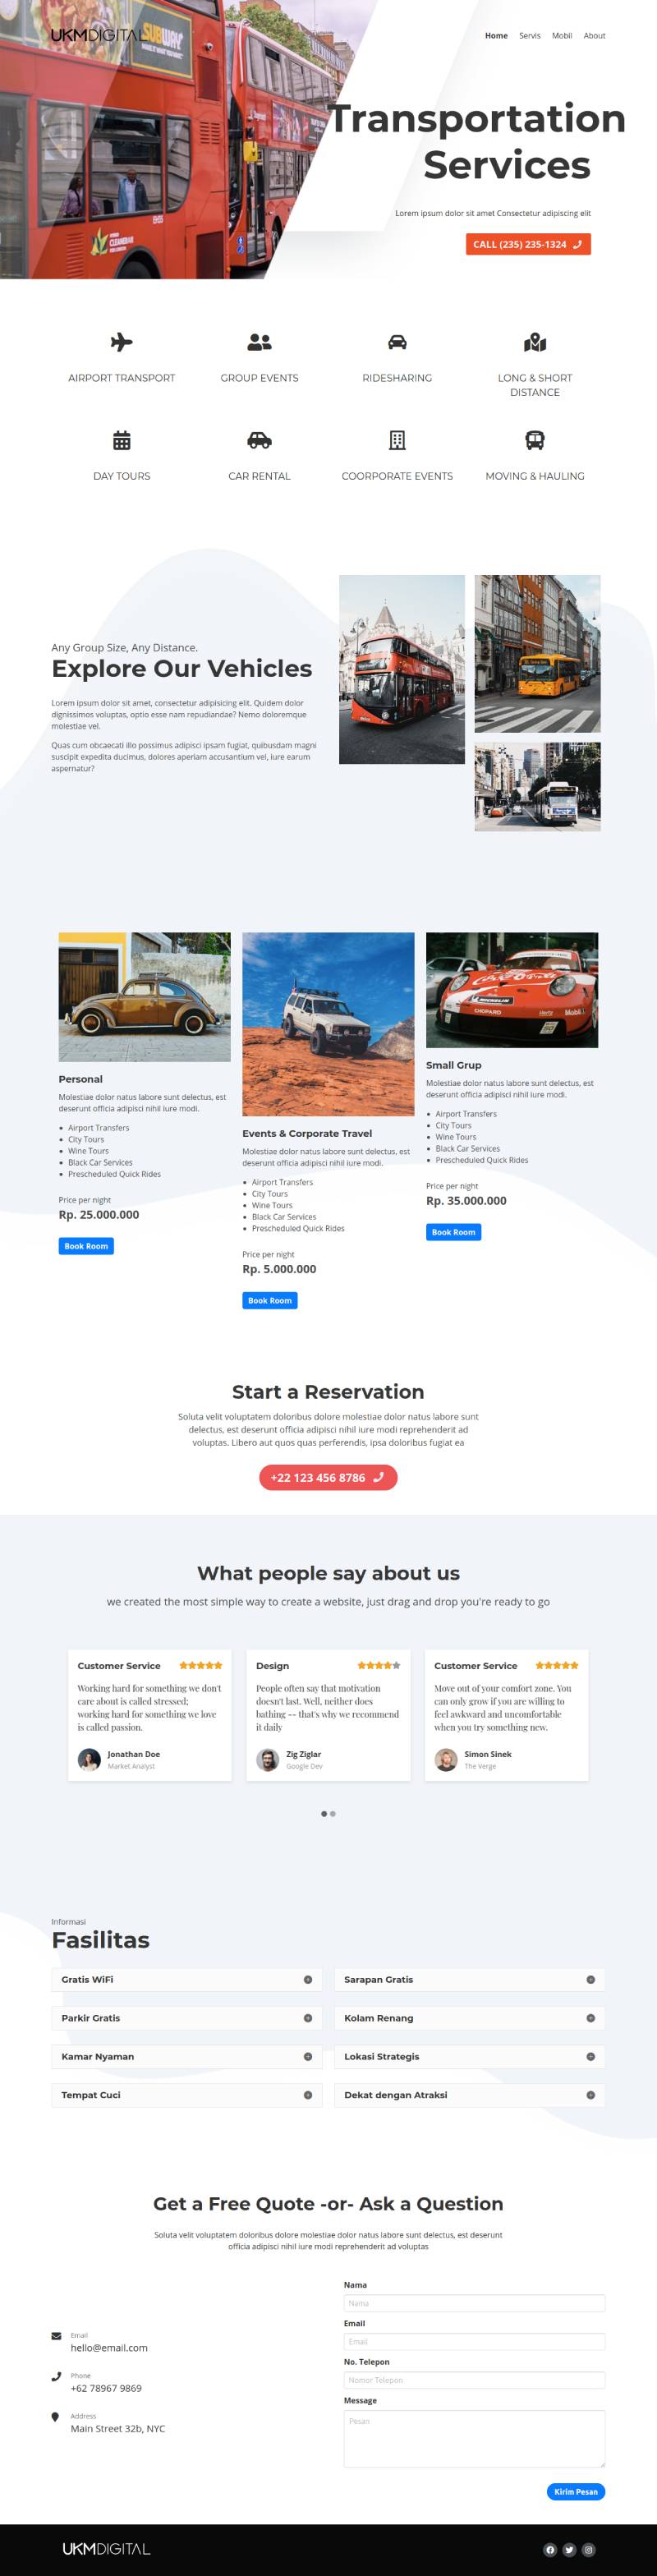 UKMDIGITAL
Home Servis Mobil About
SUBWAY
Transportation
Services
Lorem ipsum dolor sit amet Consectetur adipiscing elit
CALL (235) 235-1324
AIRPORT TRANSPORT
GROUP EVENTS
RIDESHARING
LONG & SHORT
DISTANCE
DAY TOURS
CAR RENTAL
COORPORATE EVENTS
MOVING & HAULING
Any Group Size, Any Distance.
Explore Our Vehicles
Lorem ipsum dolor sit amet, consectetur adipisicing elit. Quidem dolor
dignissimos voluptas, optio esse nam repudiandae? Nemo doloremque
molestiae vel.
Quas cum obcaecati illo possimus adipisci ipsam fugiat, quibusdam magni
suscipit expedita ducimus, dolores aperiam accusantium vel, iure earum
aspernatur?
Personal
Molestiae dolor natus labore sunt delectus, est
deserunt officia adipisci nihil iure modi.
Airport Transfers
City Tours
Wine Tours
Black Car Services
Prescheduled Quick Rides
Price per night
Rp. 25.000.000
Book Room
Events & Corporate Travel
Molestiae dolor natus labore sunt delectus, est
deserunt officia adipisci nihil iure modi.
Airport Transfers
City Tours
Wine Tours
Black Car Services
Prescheduled Quick Rides
Price per night
Rp. 5.000.000
Book Room
MICHELIN
CHOPARD
Hertz
Mobil 1
Small Grup
Molestiae dolor natus labore sunt delectus, est
deserunt officia adipisci nihil iure modi.
Airport Transfers
City Tours
Wine Tours
Black Car Services
Prescheduled Quick Rides
Price per night
Rp. 35.000.000
Book Room
Start a Reservation
Soluta velit voluptatem doloribus dolore molestiae dolor natus labore sunt
delectus, est deserunt officia adipisci nihil iure modi reprehenderit ad
voluptas. Libero aut quos quas perferendis, ipsa doloribus fugiat ea
+22 123 456 8786
What people say about us
we created the most simple way to create a website, just drag and drop you're ready to go
Customer Service
Working hard for something we don't
care about is called stressed;
working hard for something we love
is called passion.
Jonathan Doe
Market Analyst
Design
People often say that motivation
doesn't last. Well, neither does
bathing -- that's why we recommend
it daily
Zig Ziglar
Google Dev
Customer Service
Move out of your comfort zone. You
can only grow if you are willing to
feel awkward and uncomfortable
when you try something new.
Simon Sinek
The Verge
Informasi
Fasilitas
Gratis WiFi
Sarapan Gratis
Parkir Gratis
Kolam Renang
Kamar Nyaman
Lokasi Strategis
Tempat Cuci
Dekat dengan Atraksi
Get a Free Quote -or- Ask a Question
Soluta velit voluptatem doloribus dolore molestiae dolor natus labore sunt delectus, est deserunt
officia adipisci nihil iure modi reprehenderit ad voluptas
Email
hello@email.com
Phone
+62 78967 9869
Address
Main Street 32b, NYC
Nama
Nama
Email
Email
No. Telepon
Nomor Telepon
Message
Pesan
Kirim Pesan
UKMDIGITAL